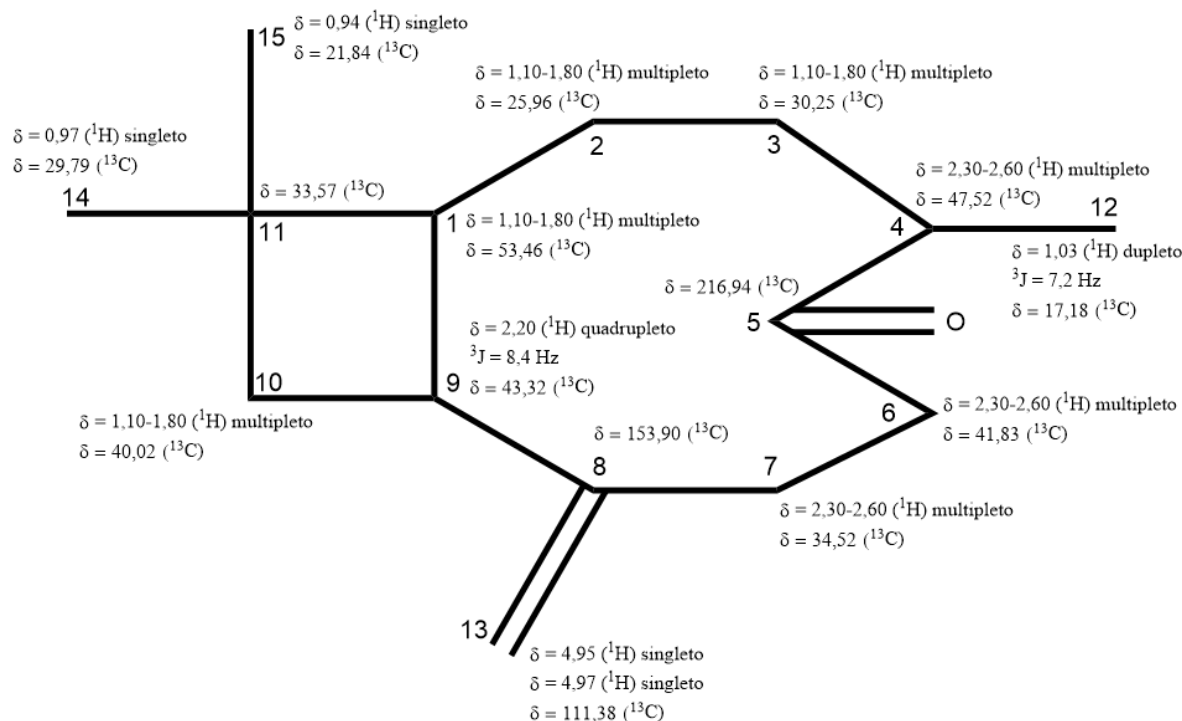 15
δ = 0,94 (¹H) singleto
δ = 21,84 (¹³C)
δ = 1,10-1,80 (¹H) multipleto
δ = 25,96 (¹³C)
2
δ = 1,10-1,80 (¹H) multipleto
δ = 30,25 (¹³C)
3
δ = 0,97 (¹H) singleto
δ = 29,79 (¹³C)
14
δ = 33,57 (¹³C)
11
1
δ = 1,10-1,80 (¹H) multipleto
δ = 53,46 (¹³C)
δ = 2,30-2,60 (¹H) multipleto
δ = 47,52 (¹³C)
4
12
δ = 1,03 (¹H) dupleto
³J = 7,2 Hz
δ = 17,18 (¹³C)
δ = 216,94 (¹³C)
5
O
δ = 2,20 (¹H) quadrupleto
³J = 8,4 Hz
δ = 43,32 (¹³C)
10
9
δ = 1,10-1,80 (¹H) multipleto
δ = 40,02 (¹³C)
6
δ = 2,30-2,60 (¹H) multipleto
δ = 41,83 (¹³C)
δ = 153,90 (¹³C)
8
7
δ = 2,30-2,60 (¹H) multipleto
δ = 34,52 (¹³C)
13
δ = 4,95 (¹H) singleto
δ = 4,97 (¹H) singleto
δ = 111,38 (¹³C)